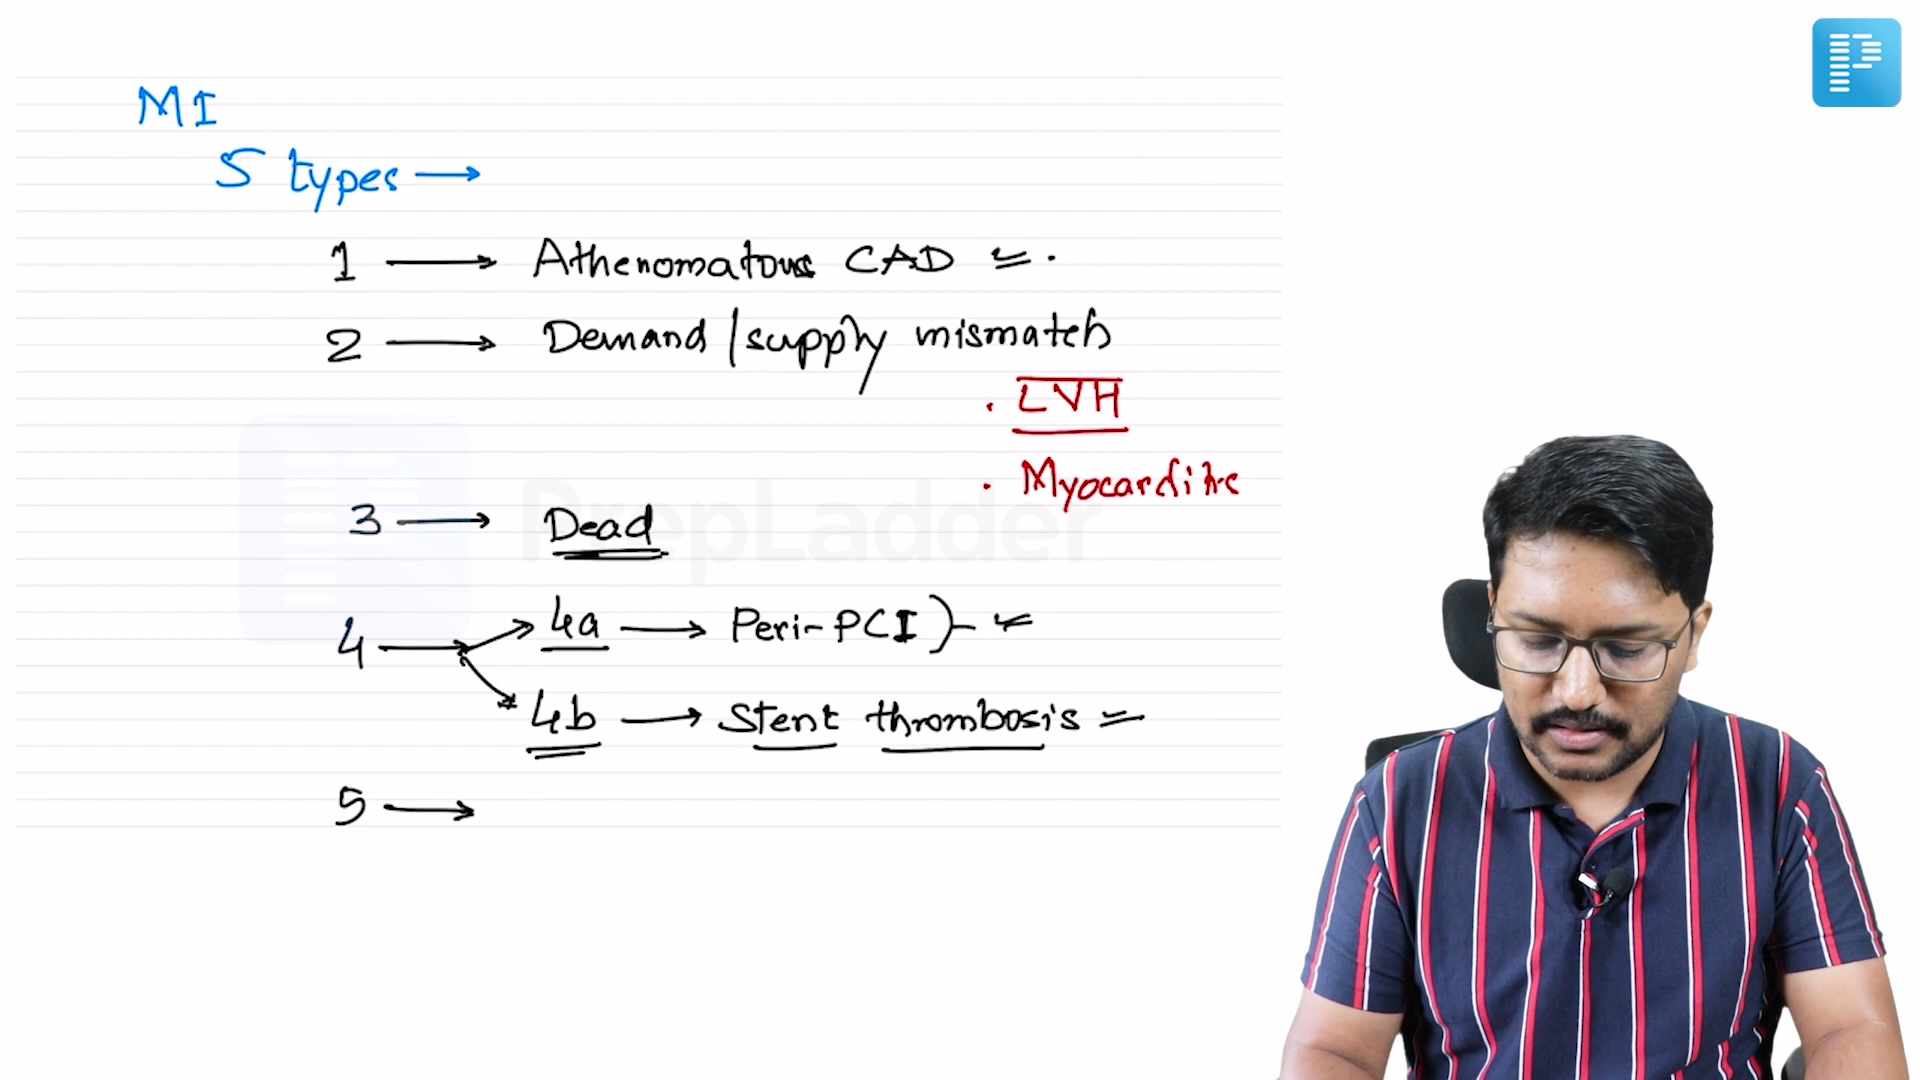 MI
5 types →
1 → Atheromatous CAD
2 → Demand/supply mismatch
. LVH
. Myocarditis
3 → Dead
PrepLadder
4 → 4a → Peri-PCI
4b → Stent thrombosis
5 →